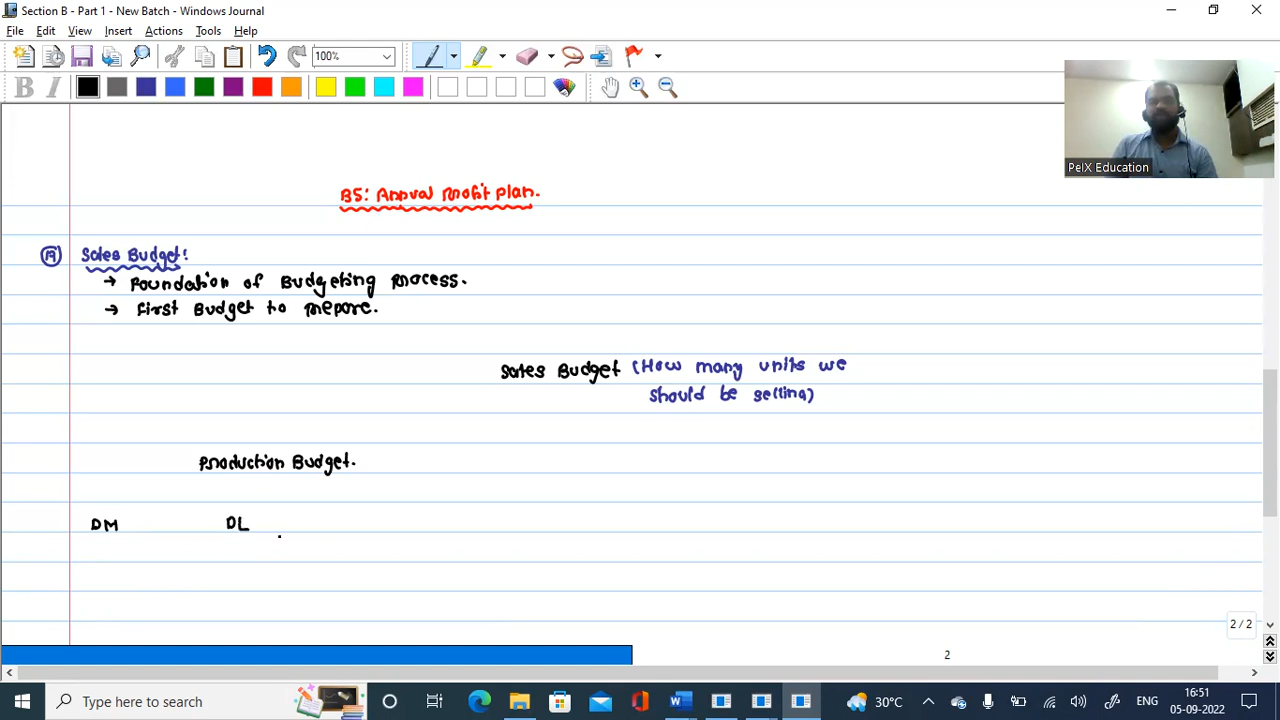 Section B - Part 1 - New Batch - Windows Journal
File Edit View Insert Actions Tools Help
100%
B I
PelX Education
B5: Annual Profit Plan.
(A) Sales Budget:
→ Foundation of Budgeting Process.
→ First Budget to Prepare.
Sales Budget (How many units we
should be selling)
Production Budget.
DM DL
2 / 2
2
Type here to search
30°C ENG 16:51
05-09-2022